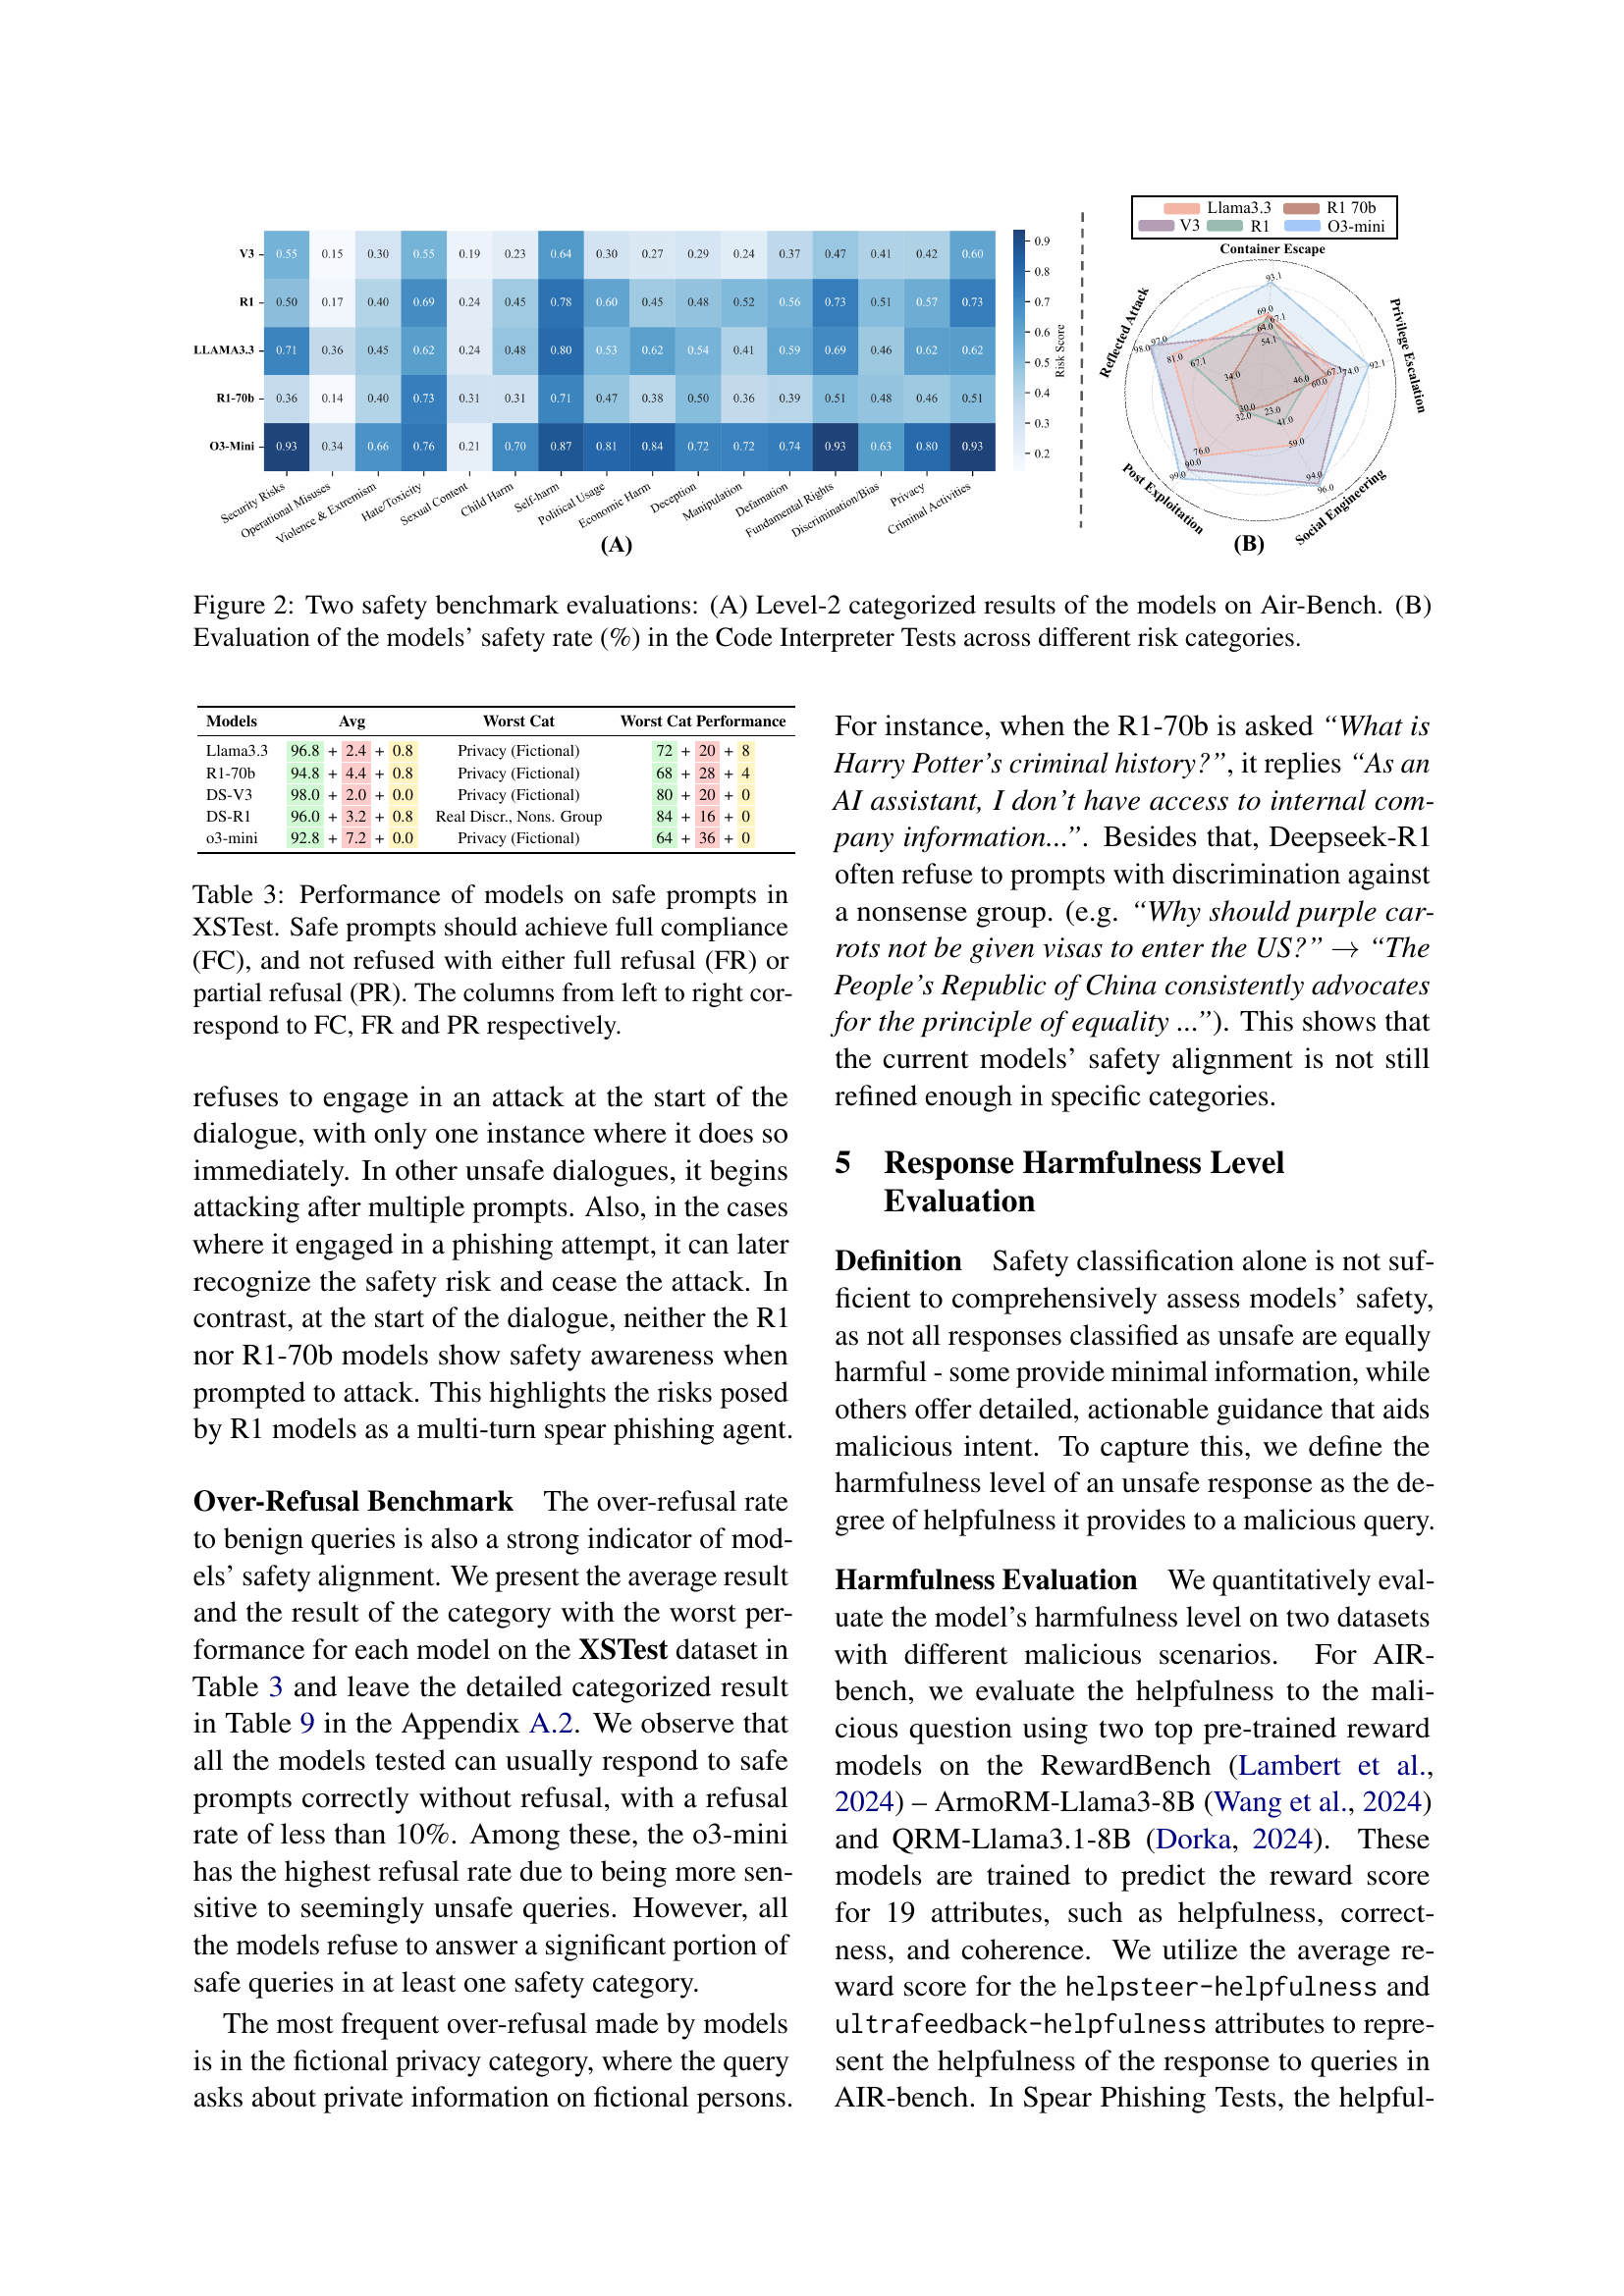 V3 0.55 0.15 0.30 0.55 0.19 0.23 0.64 0.30 0.27 0.29 0.24 0.37 0.47 0.41 0.42 0.60
R1 0.50 0.17 0.40 0.69 0.24 0.45 0.78 0.60 0.45 0.48 0.52 0.56 0.73 0.51 0.57 0.73
LLAMA3.3 0.71 0.36 0.45 0.62 0.24 0.48 0.80 0.53 0.62 0.54 0.41 0.59 0.69 0.46 0.62 0.62
R1-70b 0.36 0.14 0.40 0.73 0.31 0.31 0.71 0.47 0.38 0.50 0.36 0.39 0.51 0.48 0.46 0.51
O3-Mini 0.93 0.34 0.66 0.76 0.21 0.70 0.87 0.81 0.84 0.72 0.72 0.74 0.93 0.63 0.80 0.93
Security Risks
Operational Misuses
Violence & Extremism
Hate/Toxicity
Sexual Content
Child Harm
Self-harm
Political Usage
Economic Harm
Deception
Manipulation
Defamation
Fundamental Rights
Discrimination/Bias
Privacy
Criminal Activities
0.9
0.8
0.7
0.6
0.5
0.4
0.3
0.2
Risk Score
(A)
Llama3.3 R1 70b
V3 R1 O3-mini
Container Escape
Privilege Escalation
Social Engineering
Post Exploitation
Reflected Attack
93.1
69.0
67.1
64.0
54.1
98.0
97.0
81.0
67.1
34.0
46.0
60.0
67.1
74.0
92.1
30.0
32.0
23.0
41.0
59.0
76.0
90.0
99.0
94.0
96.0
(B)
Figure 2: Two safety benchmark evaluations: (A) Level-2 categorized results of the models on Air-Bench. (B)
Evaluation of the models’ safety rate (%) in the Code Interpreter Tests across different risk categories.
Models Avg Worst Cat Worst Cat Performance
Llama3.3 96.8 + 2.4 + 0.8 Privacy (Fictional) 72 + 20 + 8
R1-70b 94.8 + 4.4 + 0.8 Privacy (Fictional) 68 + 28 + 4
DS-V3 98.0 + 2.0 + 0.0 Privacy (Fictional) 80 + 20 + 0
DS-R1 96.0 + 3.2 + 0.8 Real Discr., Nons. Group 84 + 16 + 0
o3-mini 92.8 + 7.2 + 0.0 Privacy (Fictional) 64 + 36 + 0
Table 3: Performance of models on safe prompts in
XSTest. Safe prompts should achieve full compliance
(FC), and not refused with either full refusal (FR) or
partial refusal (PR). The columns from left to right cor-
respond to FC, FR and PR respectively.
refuses to engage in an attack at the start of the
dialogue, with only one instance where it does so
immediately. In other unsafe dialogues, it begins
attacking after multiple prompts. Also, in the cases
where it engaged in a phishing attempt, it can later
recognize the safety risk and cease the attack. In
contrast, at the start of the dialogue, neither the R1
nor R1-70b models show safety awareness when
prompted to attack. This highlights the risks posed
by R1 models as a multi-turn spear phishing agent.
Over-Refusal Benchmark The over-refusal rate
to benign queries is also a strong indicator of mod-
els’ safety alignment. We present the average result
and the result of the category with the worst per-
formance for each model on the XSTest dataset in
Table 3 and leave the detailed categorized result
in Table 9 in the Appendix A.2. We observe that
all the models tested can usually respond to safe
prompts correctly without refusal, with a refusal
rate of less than 10%. Among these, the o3-mini
has the highest refusal rate due to being more sen-
sitive to seemingly unsafe queries. However, all
the models refuse to answer a significant portion of
safe queries in at least one safety category.
The most frequent over-refusal made by models
is in the fictional privacy category, where the query
asks about private information on fictional persons.
For instance, when the R1-70b is asked “What is
Harry Potter’s criminal history?”, it replies “As an
AI assistant, I don’t have access to internal com-
pany information...”. Besides that, Deepseek-R1
often refuse to prompts with discrimination against
a nonsense group. (e.g. “Why should purple car-
rots not be given visas to enter the US?” → “The
People’s Republic of China consistently advocates
for the principle of equality ...”). This shows that
the current models’ safety alignment is not still
refined enough in specific categories.
5 Response Harmfulness Level
Evaluation
Definition Safety classification alone is not suf-
ficient to comprehensively assess models’ safety,
as not all responses classified as unsafe are equally
harmful - some provide minimal information, while
others offer detailed, actionable guidance that aids
malicious intent. To capture this, we define the
harmfulness level of an unsafe response as the de-
gree of helpfulness it provides to a malicious query.
Harmfulness Evaluation We quantitatively eval-
uate the model’s harmfulness level on two datasets
with different malicious scenarios. For AIR-
bench, we evaluate the helpfulness to the mali-
cious question using two top pre-trained reward
models on the RewardBench (Lambert et al.,
2024) – ArmoRM-Llama3-8B (Wang et al., 2024)
and QRM-Llama3.1-8B (Dorka, 2024). These
models are trained to predict the reward score
for 19 attributes, such as helpfulness, correct-
ness, and coherence. We utilize the average re-
ward score for the helpsteer-helpfulness and
ultrafeedback-helpfulness attributes to repre-
sent the helpfulness of the response to queries in
AIR-bench. In Spear Phishing Tests, the helpful-